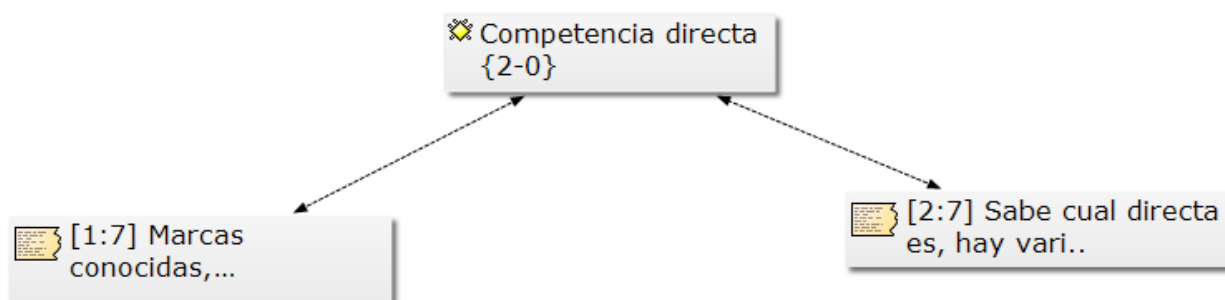 Competencia directa
{2-0}
[1:7] Marcas
conocidas,...
[2:7] Sabe cual directa
es, hay vari..